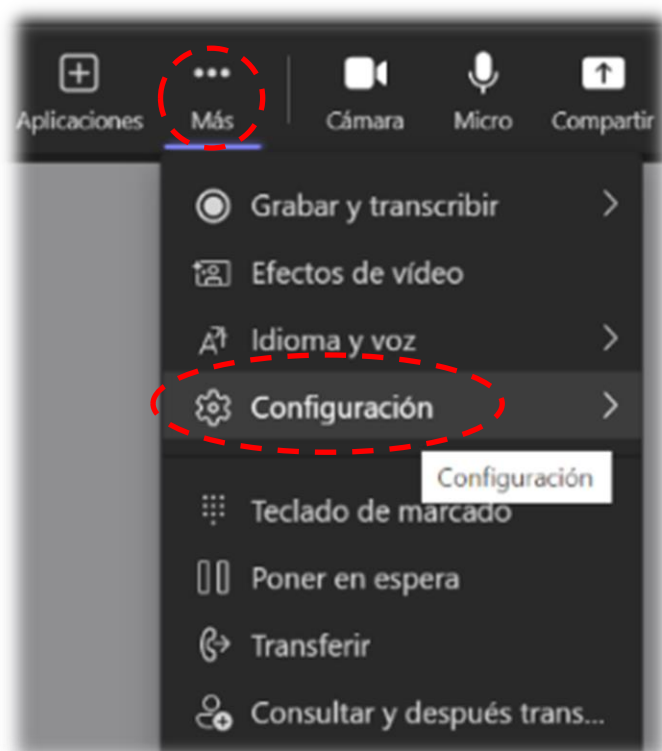 Aplicaciones Más Cámara Micro Compartir
Grabar y transcribir
Efectos de vídeo
Idioma y voz
Configuración
Configuración
Teclado de marcado
Poner en espera
Transferir
Consultar y después trans...